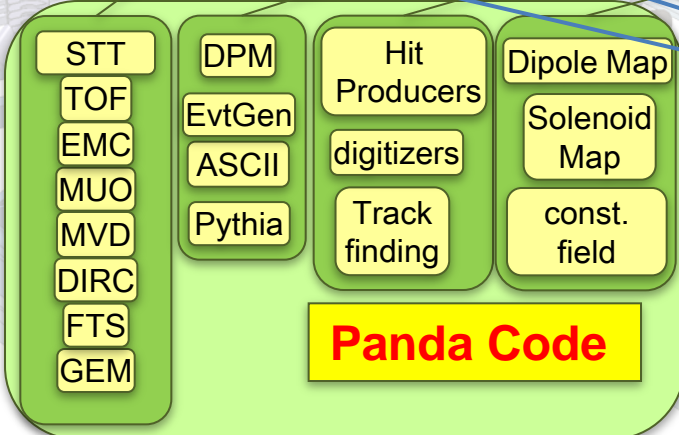 STT
TOF
EMC
MUO
MVD
DIRC
FTS
GEM
DPM
EvtGen
ASCII
Pythia
Hit
Producers
digitizers
Track
finding
Dipole Map
Solenoid
Map
const.
field
Panda Code